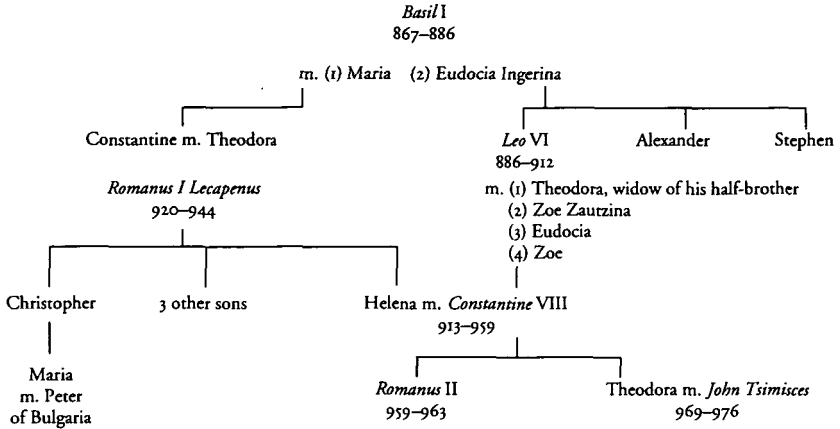 Basil I
867–886
m. (1) Maria (2) Eudocia Ingerina
Constantine m. Theodora
Leo VI
886–912
Alexander
Stephen
m. (1) Theodora, widow of his half-brother
(2) Zoe Zautzina
(3) Eudocia
(4) Zoe
Romanus I Lecapenus
920–944
Christopher
3 other sons
Helena m. Constantine VIII
913–959
Maria
m. Peter
of Bulgaria
Romanus II
959–963
Theodora m. John Tsimisces
969–976